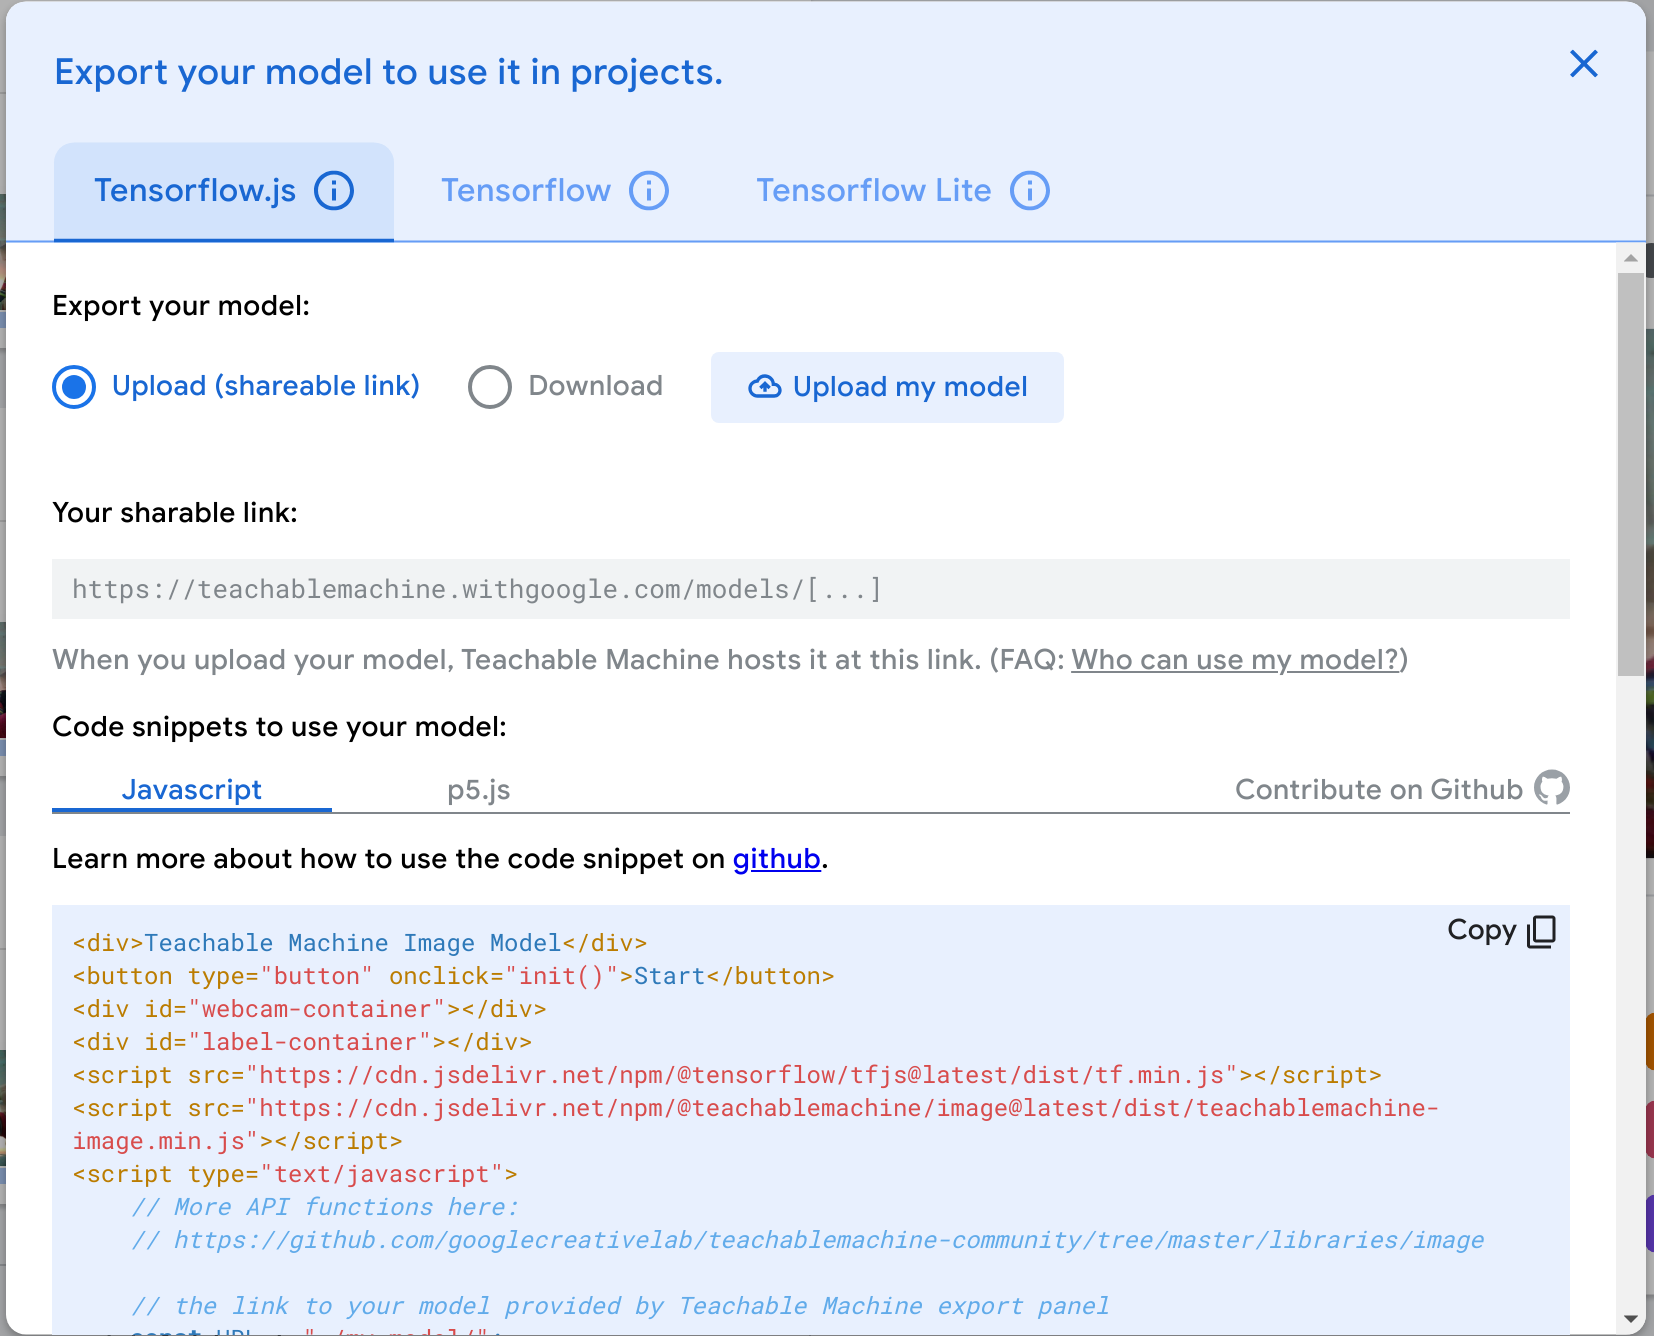 Export your model to use it in projects.
Tensorflow.js
Tensorflow
Tensorflow Lite
Export your model:
Upload (shareable link)
Download
Upload my model
Your sharable link:
https://teachablemachine.withgoogle.com/models/[...]
When you upload your model, Teachable Machine hosts it at this link. (FAQ: Who can use my model?)
Code snippets to use your model:
Javascript
p5.js
Contribute on Github
Learn more about how to use the code snippet on github.
Copy
<div>Teachable Machine Image Model</div>
<button type="button" onclick="init()">Start</button>
<div id="webcam-container"></div>
<div id="label-container"></div>
<script src="https://cdn.jsdelivr.net/npm/@tensorflow/tfjs@latest/dist/tf.min.js"></script>
<script src="https://cdn.jsdelivr.net/npm/@teachablemachine/image@latest/dist/teachablemachine-
image.min.js"></script>
<script type="text/javascript">
// More API functions here:
// https://github.com/googlecreativelab/teachablemachine-community/tree/master/libraries/image
// the link to your model provided by Teachable Machine export panel